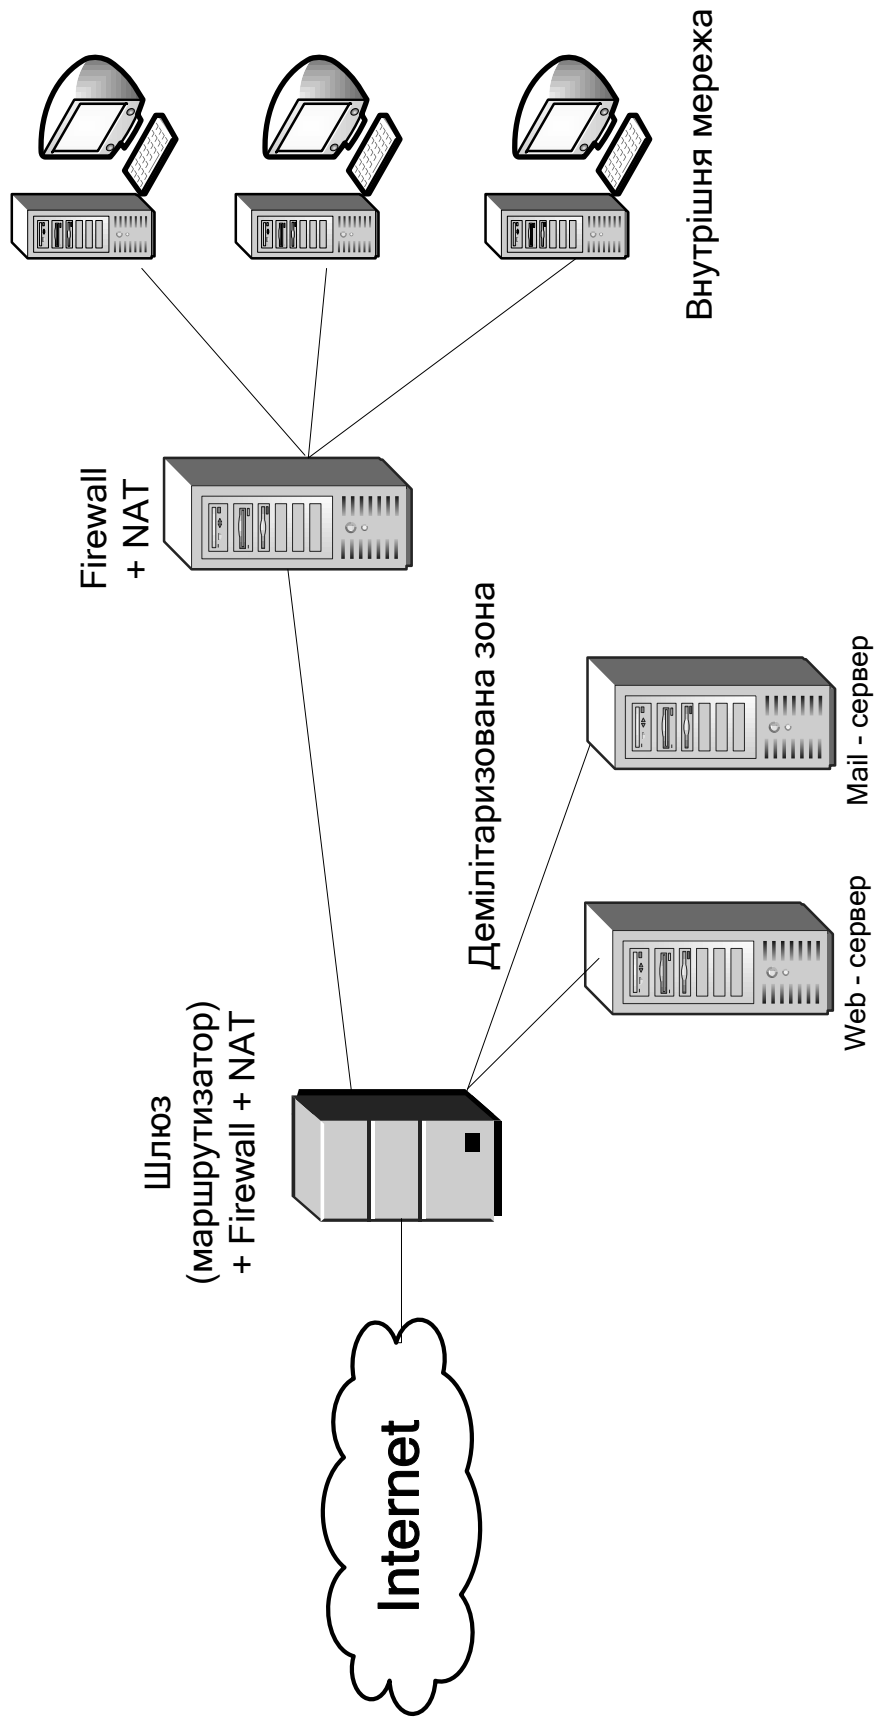 Internet
Шлюз
(маршрутизатор)
+ Firewall + NAT
Демілітаризована зона
Web - сервер
Mail - сервер
Firewall
+ NAT
Внутрішня мережа